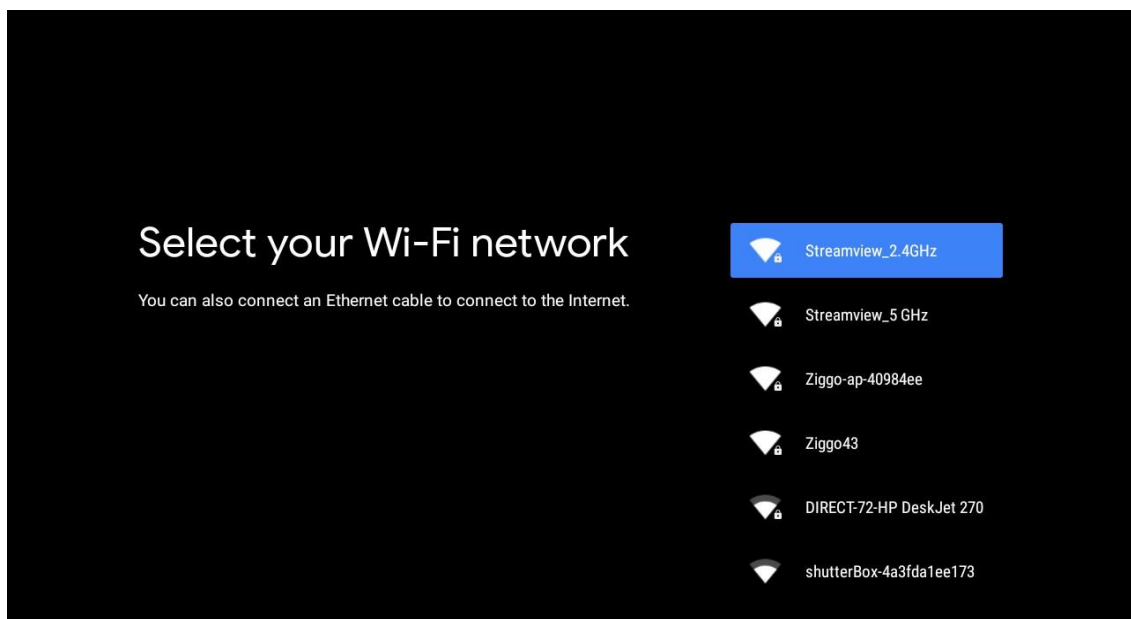 Select your Wi-Fi network
You can also connect an Ethernet cable to connect to the Internet.
Streamview_2.4GHz
Streamview_5 GHz
Ziggo-ap-40984ee
Ziggo43
DIRECT-72-HP DeskJet 270
shutterBox-4a3fda1ee173